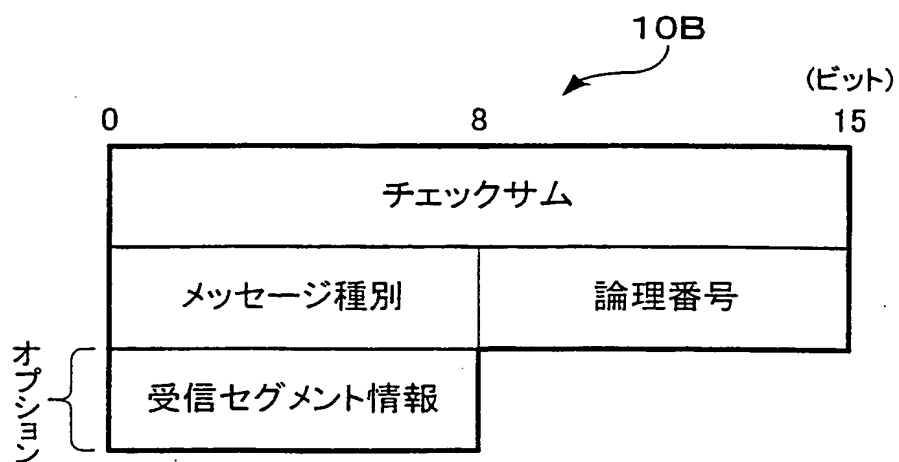 10B
(ビット)
0 8 15
チェックサム
メッセージ種別 論理番号
オプション 受信セグメント情報